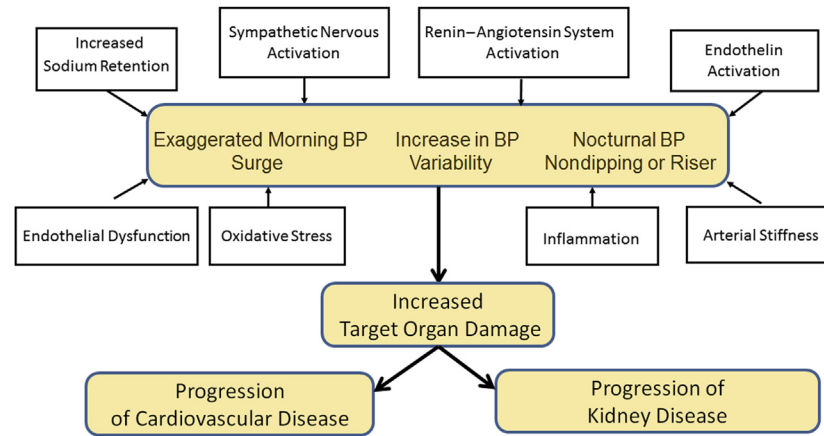 Increased
Sodium Retention
Sympathetic Nervous
Activation
Renin–Angiotensin System
Activation
Endothelin
Activation
Exaggerated Morning BP
Surge
Increase in BP
Variability
Nocturnal BP
Nondipping or Riser
Endothelial Dysfunction
Oxidative Stress
Inflammation
Arterial Stiffness
Increased
Target Organ Damage
Progression
of Cardiovascular Disease
Progression of
Kidney Disease